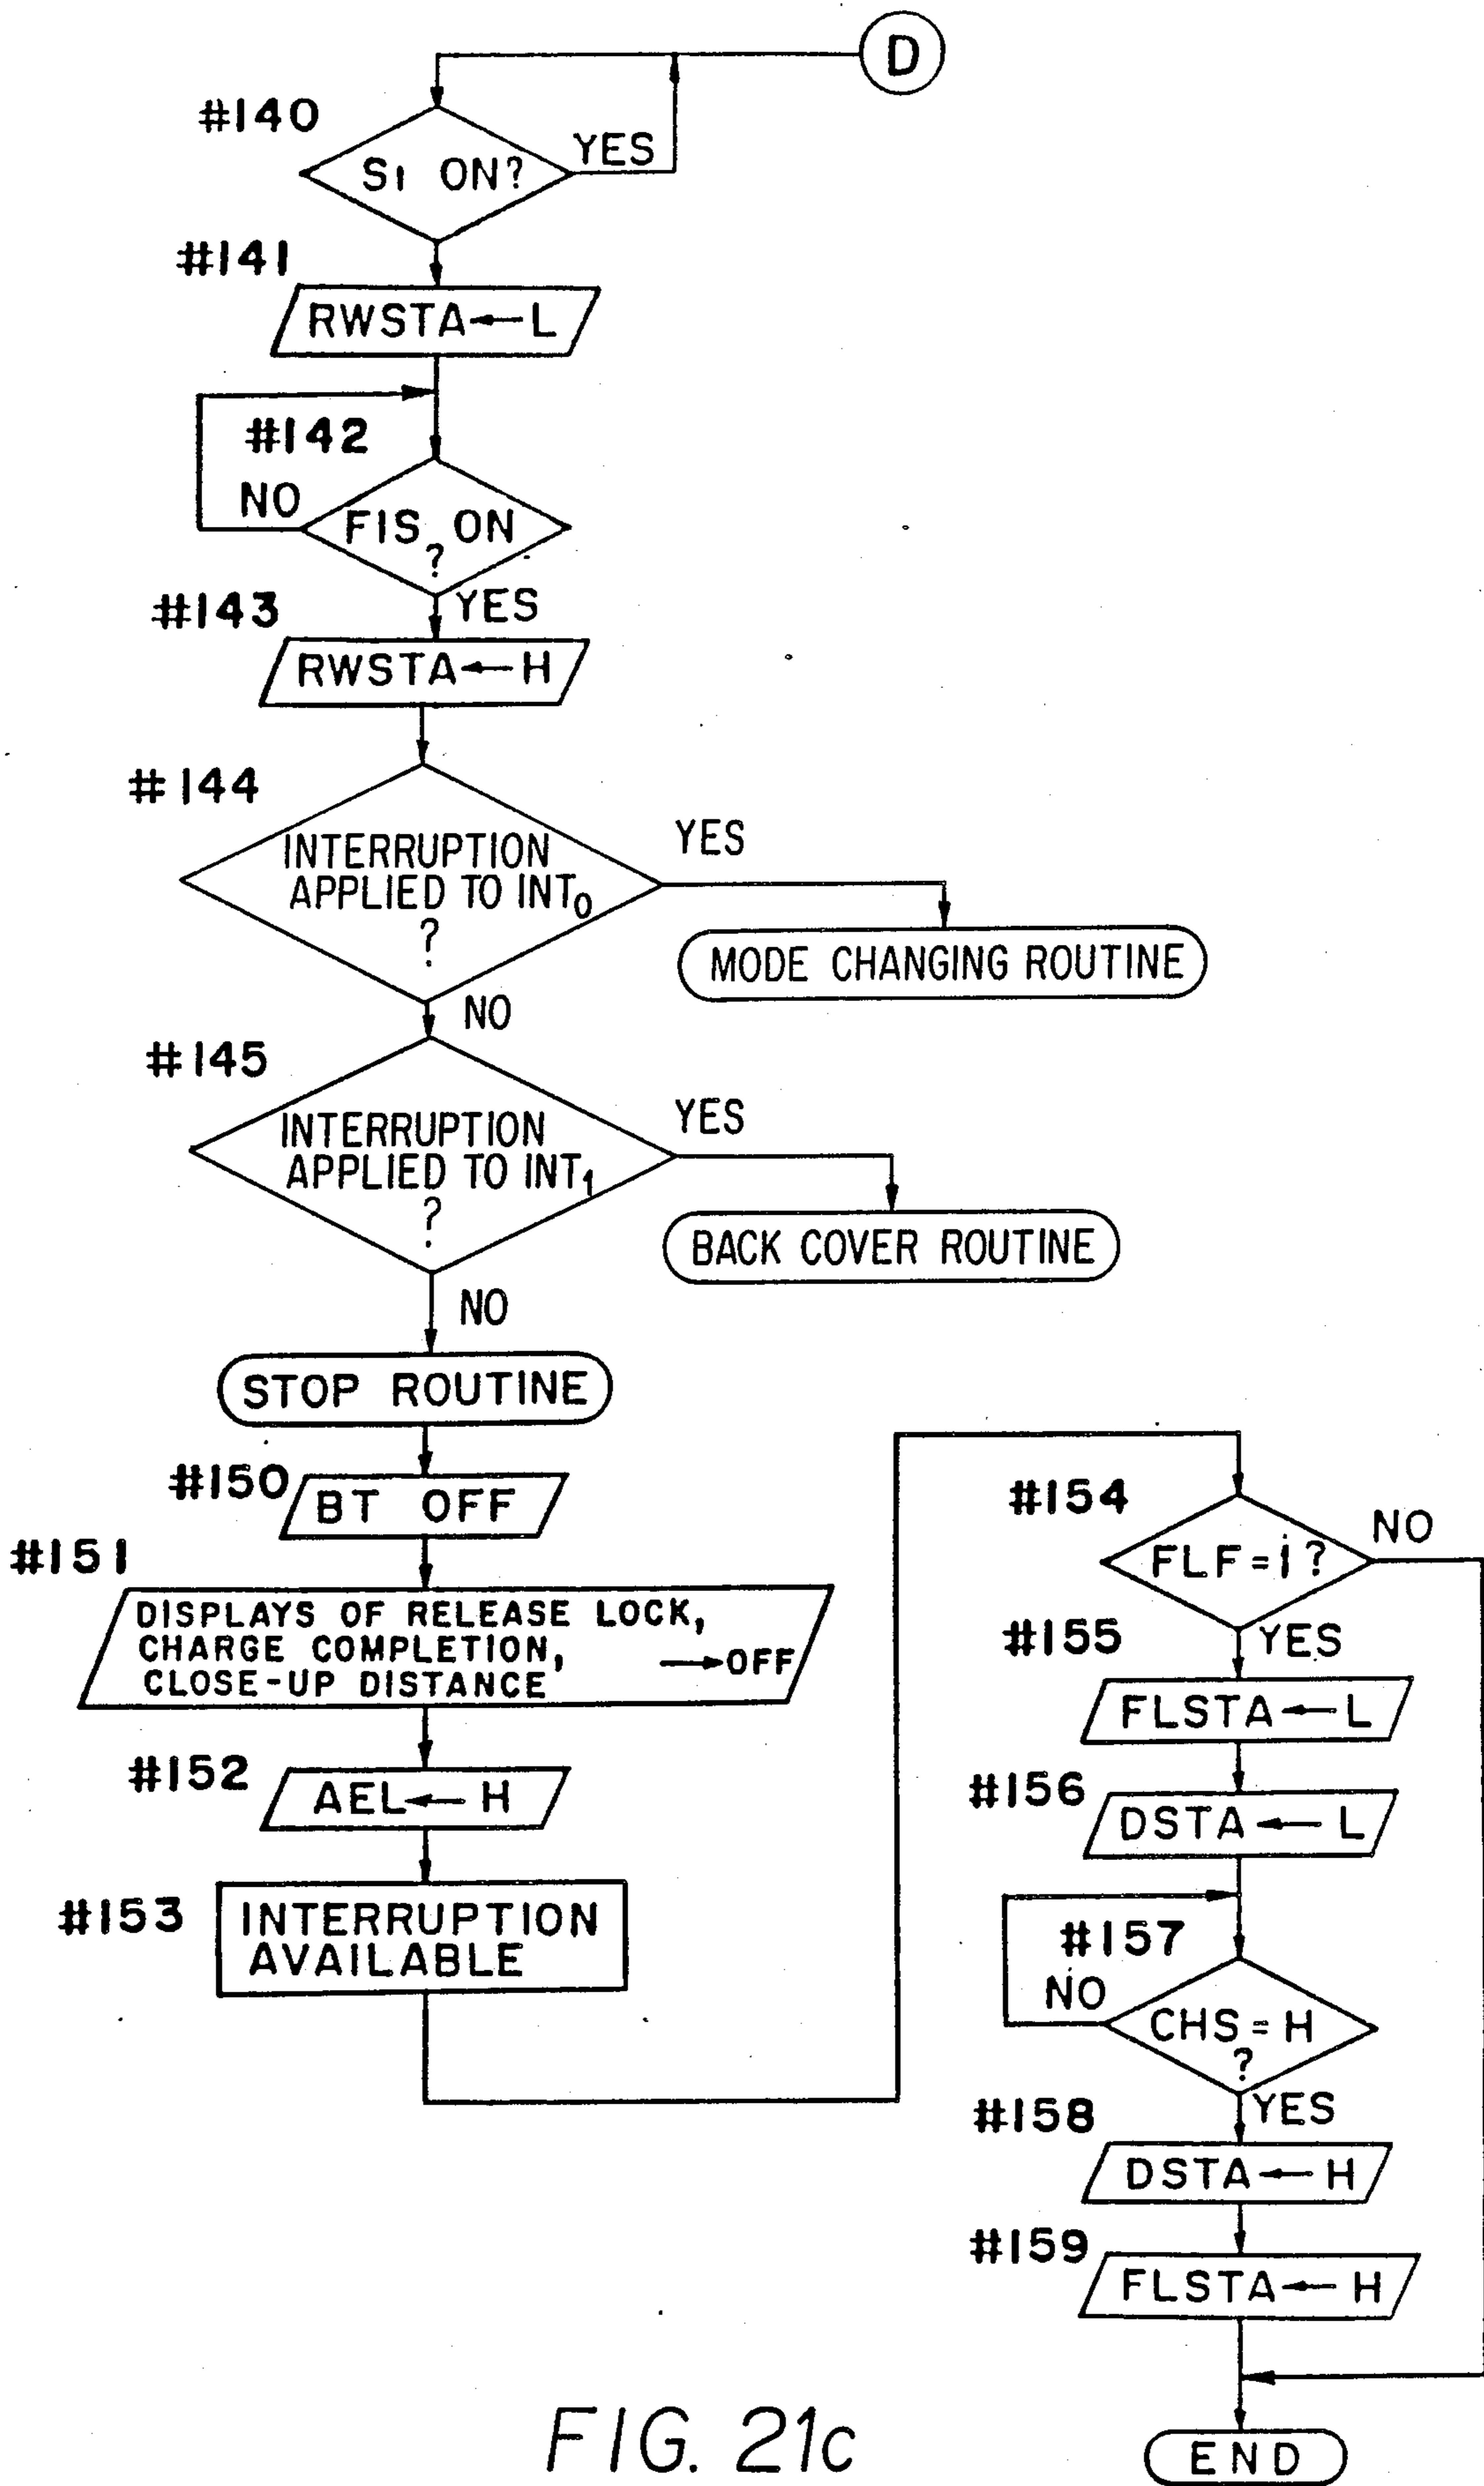 D
#140
S1 ON?
YES
#141
RWSTA←L
#142
NO
FIS ON
?
YES
#143
RWSTA←H
#144
INTERRUPTION
APPLIED TO INT0
?
YES
MODE CHANGING ROUTINE
NO
#145
INTERRUPTION
APPLIED TO INT1
?
YES
BACK COVER ROUTINE
NO
STOP ROUTINE
#150
BT OFF
#151
DISPLAYS OF RELEASE LOCK,
CHARGE COMPLETION,
CLOSE-UP DISTANCE →OFF
#152
AEL←H
#153
INTERRUPTION
AVAILABLE
#154
FLF=1?
NO
YES
#155
FLSTA←L
#156
DSTA←L
#157
NO
CHS=H
?
YES
#158
DSTA←H
#159
FLSTA←H
END
FIG. 21c